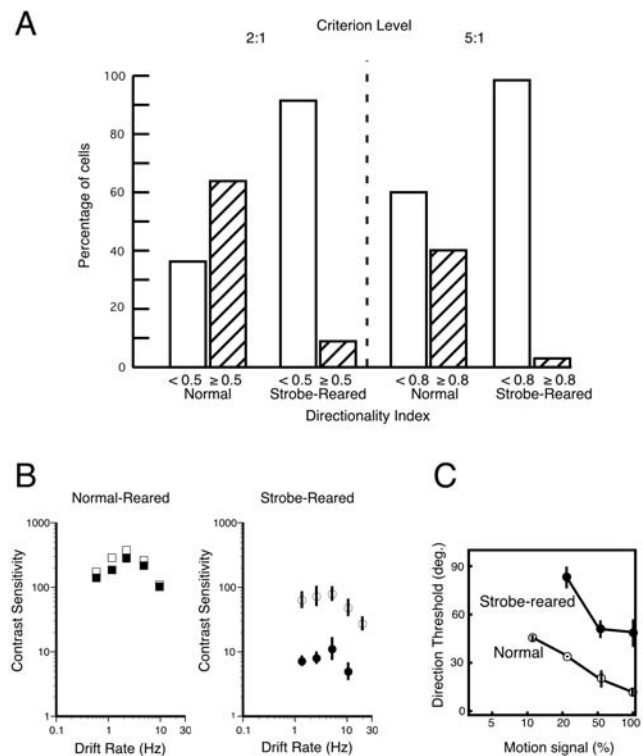 A
Criterion Level
2:1
5:1
Percentage of cells
100
80
60
40
20
0
< 0.5 ≥ 0.5
< 0.5 ≥ 0.5
< 0.8 ≥ 0.8
< 0.8 ≥ 0.8
Normal
Strobe-Reared
Normal
Strobe-Reared
Directionality Index
B
Normal-Reared
Contrast Sensitivity
1000
100
10
1
.1
1
10
30
Drift Rate (Hz)
Strobe-Reared
Contrast Sensitivity
1000
100
10
1
.1
1
10
30
Drift Rate (Hz)
C
Direction Threshold (deg.)
90
60
30
0
Strobe-reared
Normal
5
10
20
50
100
Motion signal (%)